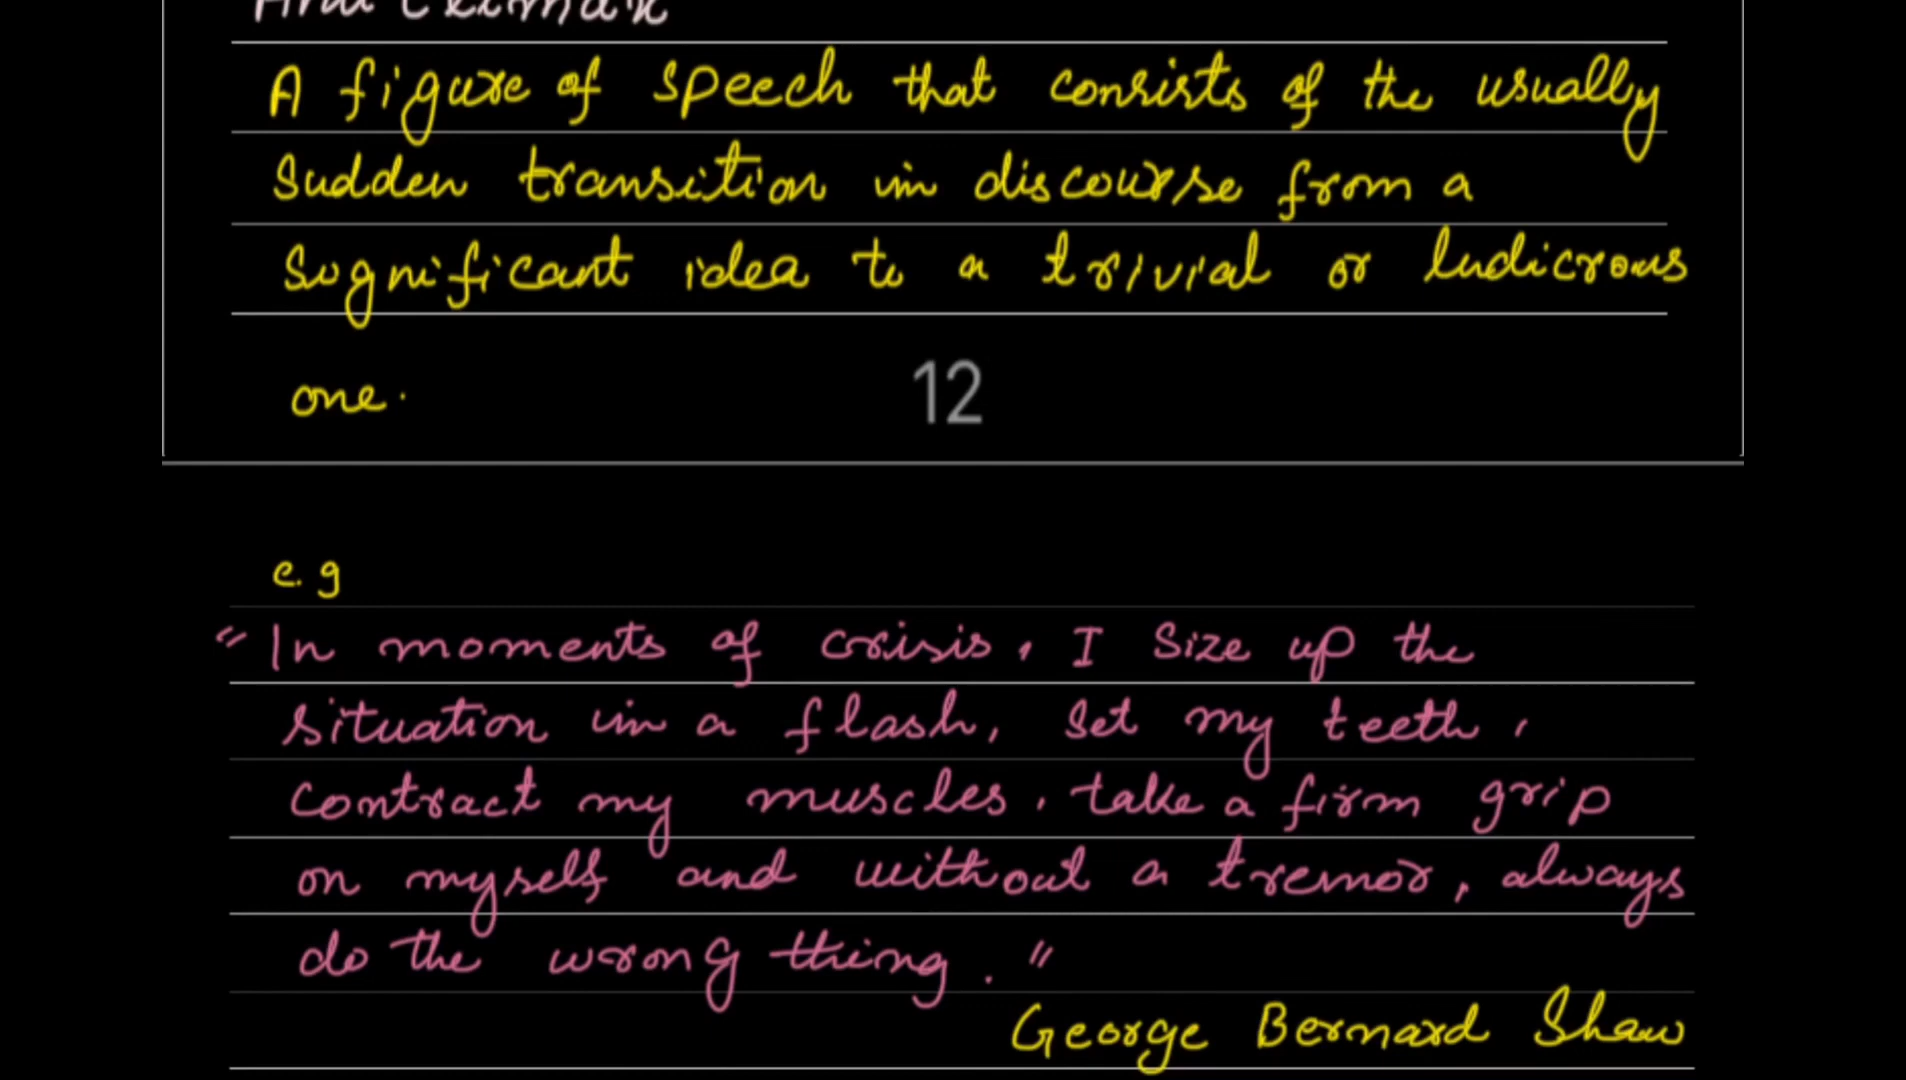 Anti Climax
A figure of speech that consists of the usually
sudden transition in discourse from a
significant idea to a trivial or ludicrous
one.
12
e.g
"In moments of crisis, I size up the
situation in a flash, set my teeth,
contract my muscles, take a firm grip
on myself and without a tremor, always
do the wrong thing."
George Bernard Shaw